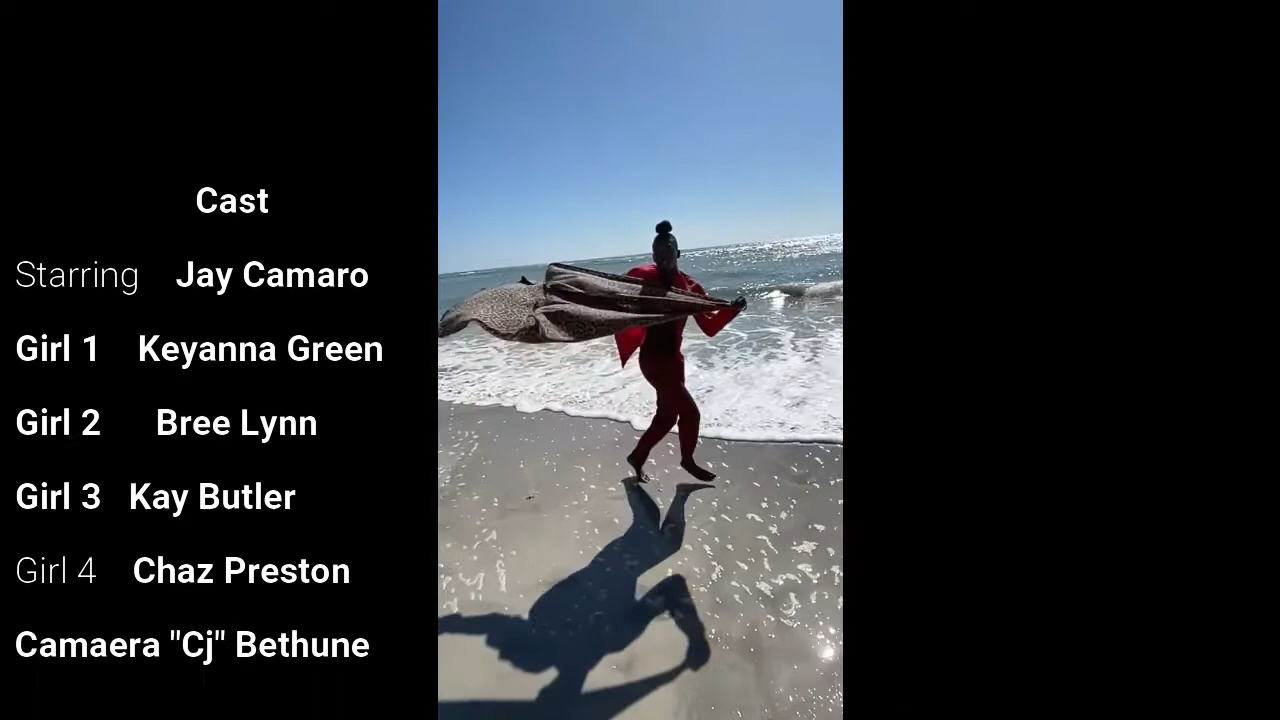 Cast
Starring Jay Camaro
Girl 1 Keyanna Green
Girl 2 Bree Lynn
Girl 3 Kay Butler
Girl 4 Chaz Preston
Camaera "Cj" Bethune